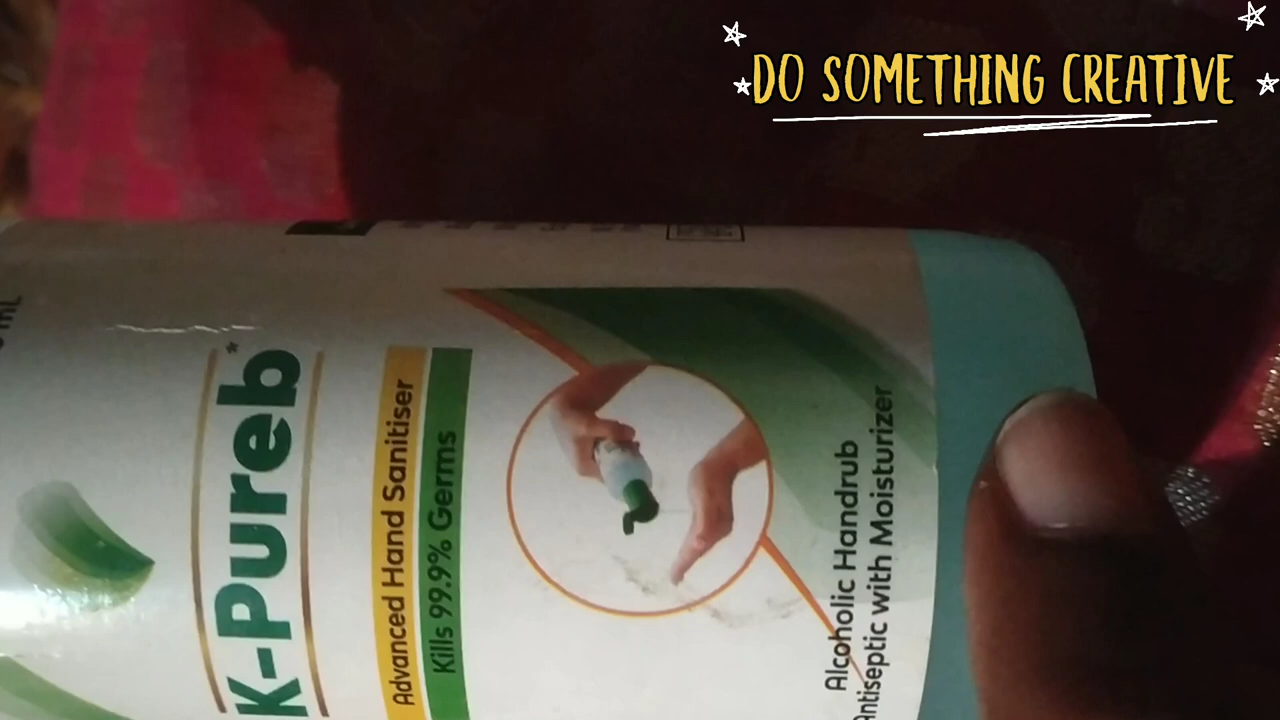 DO SOMETHING CREATIVE
K-Pureb*
Advanced Hand Sanitiser
Kills 99.9% Germs
Alcoholic Handrub
Antiseptic with Moisturizer